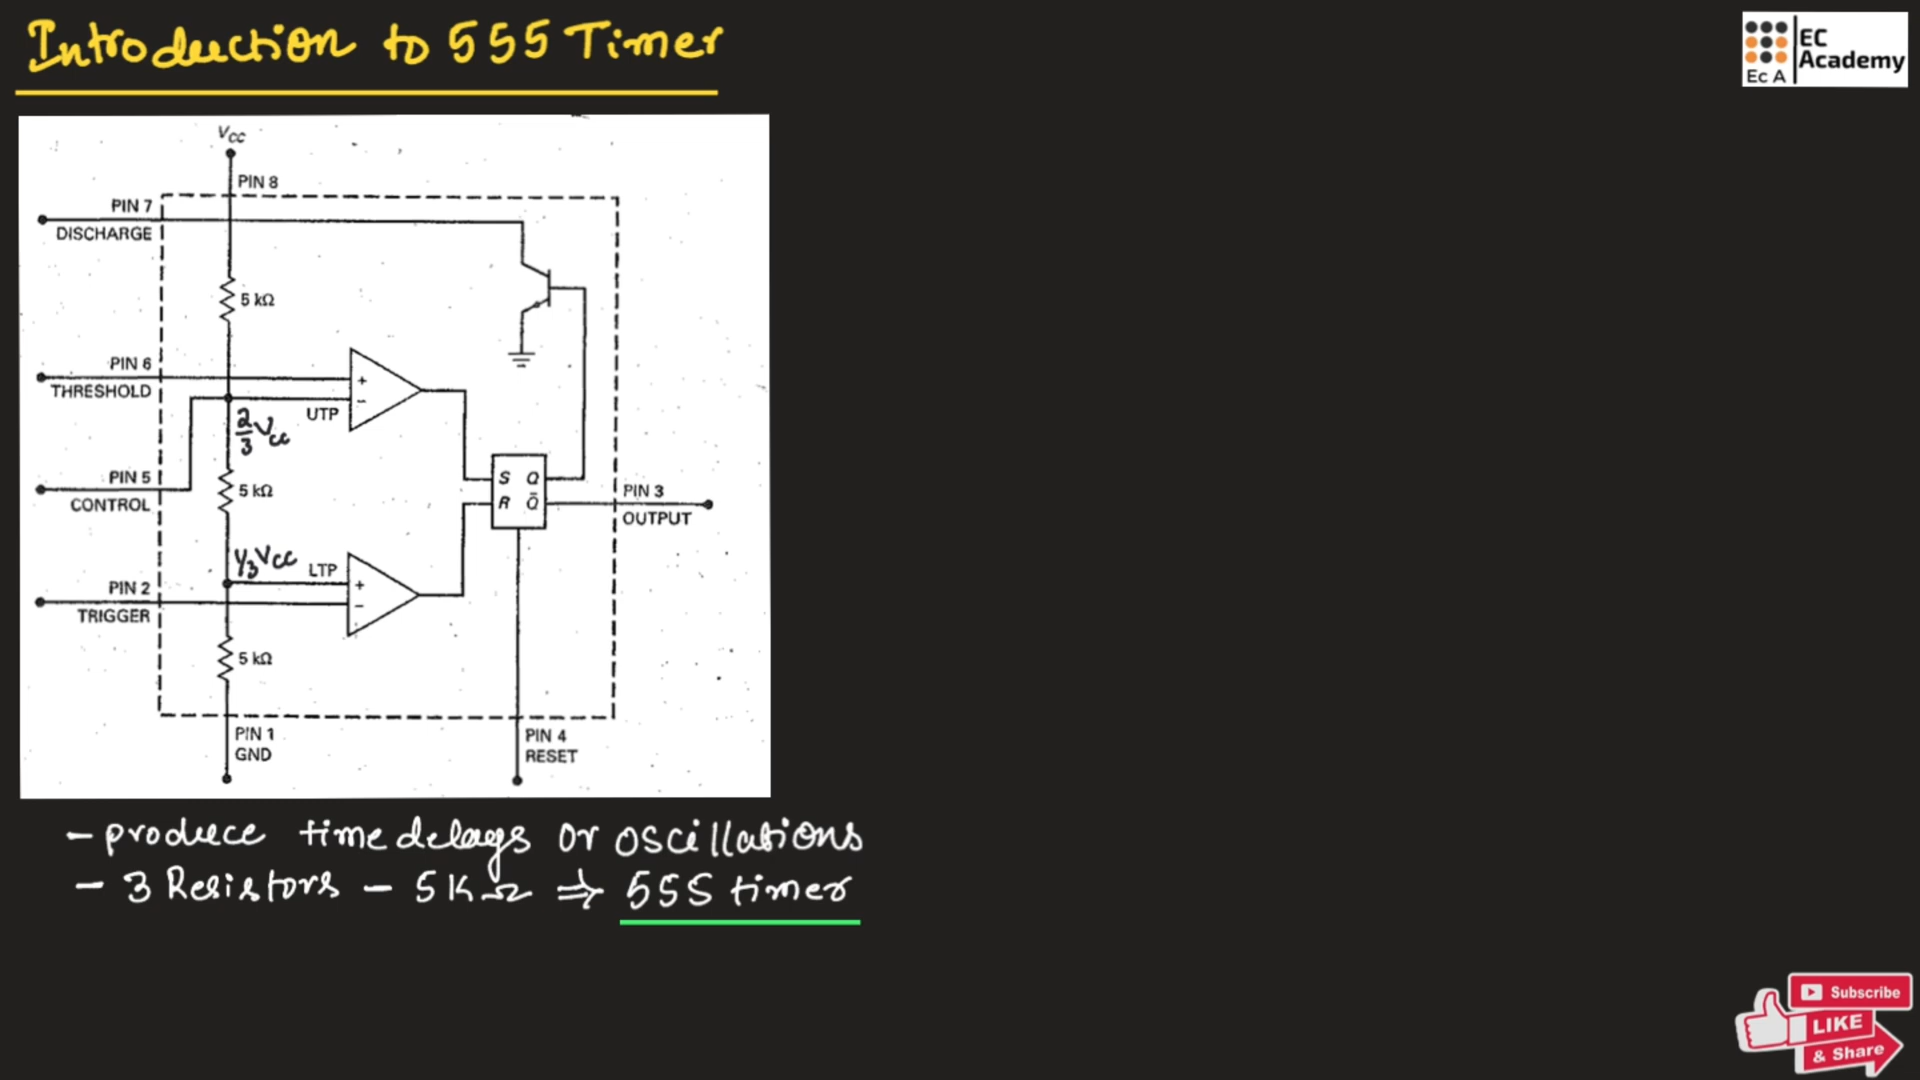 Introduction to 555 Timer
EC
Academy
Ec A
VCC
PIN 8
PIN 7
DISCHARGE
5 kΩ
PIN 6
THRESHOLD
+
−
UTP
2/3 Vcc
PIN 5
CONTROL
5 kΩ
S Q
R Q̄
PIN 3
OUTPUT
1/3 Vcc
LTP
+
−
PIN 2
TRIGGER
5 kΩ
PIN 1
GND
PIN 4
RESET
- produce time delays or oscillations
- 3 Resistors - 5KΩ ⇒ 555 timer
Subscribe
LIKE
& Share